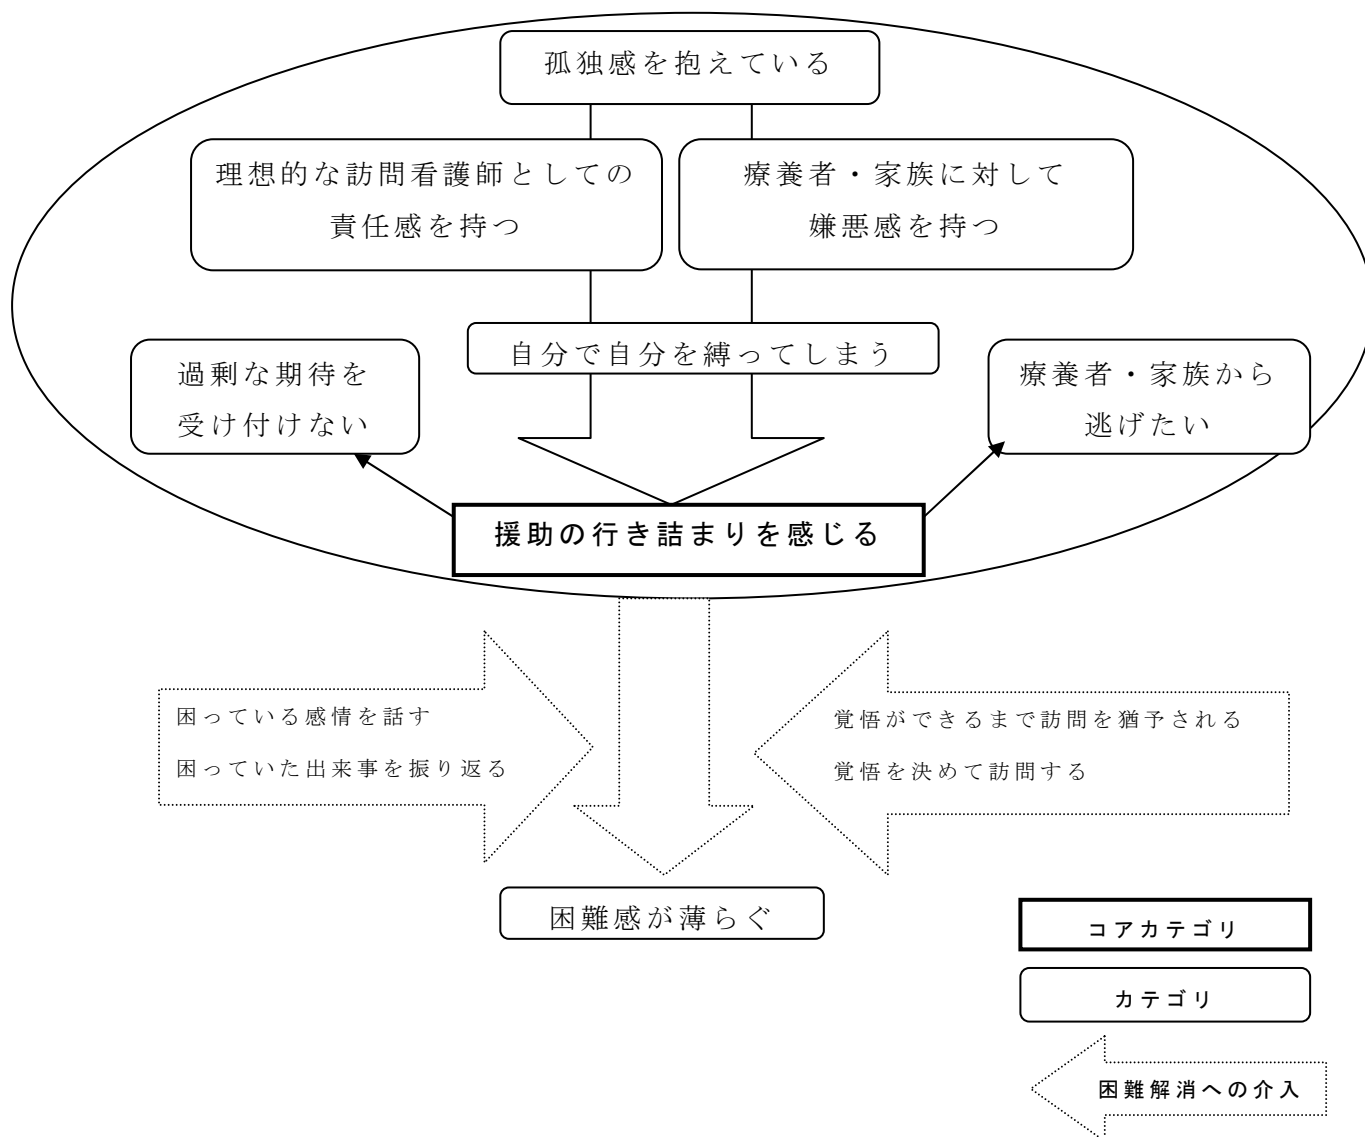 孤独感を抱えている
理想的な訪問看護師としての
責任感を持つ
療養者・家族に対して
嫌悪感を持つ
自分で自分を縛ってしまう
過剰な期待を
受け付けない
療養者・家族から
逃げたい
援助の行き詰まりを感じる
困っている感情を話す
困っていた出来事を振り返る
覚悟ができるまで訪問を猶予される
覚悟を決めて訪問する
困難感が薄らぐ
コアカテゴリ
カテゴリ
困難解消への介入